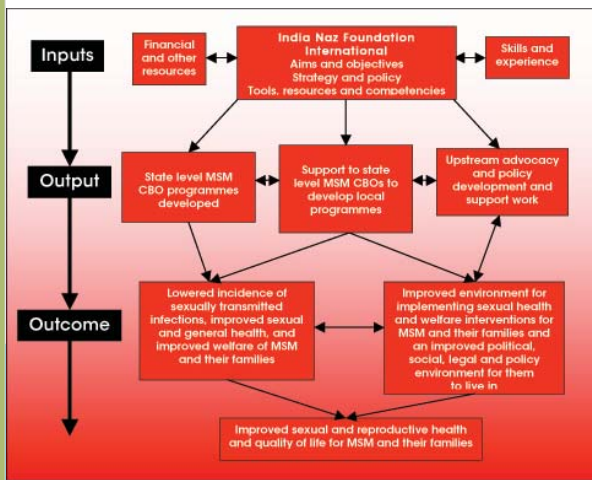 Inputs
Financial
and other
resources
India Naz Foundation
International
Aims and objectives
Strategy and policy
Tools, resources and competencies
Skills and
experience
Output
State level MSM
CBO programmes
developed
Support to state
level MSM CBOs to
develop local
programmes
Upstream advocacy
and policy
development and
support work
Outcome
Lowered incidence of
sexually transmitted
infections, improved sexual
and general health, and
improved welfare of MSM
and their families
Improved environment for
implementing sexual health
and welfare interventions for
MSM and their families and
an improved political,
social, legal and policy
environment for them
to live in
Improved sexual and reproductive health
and quality of life for MSM and their families